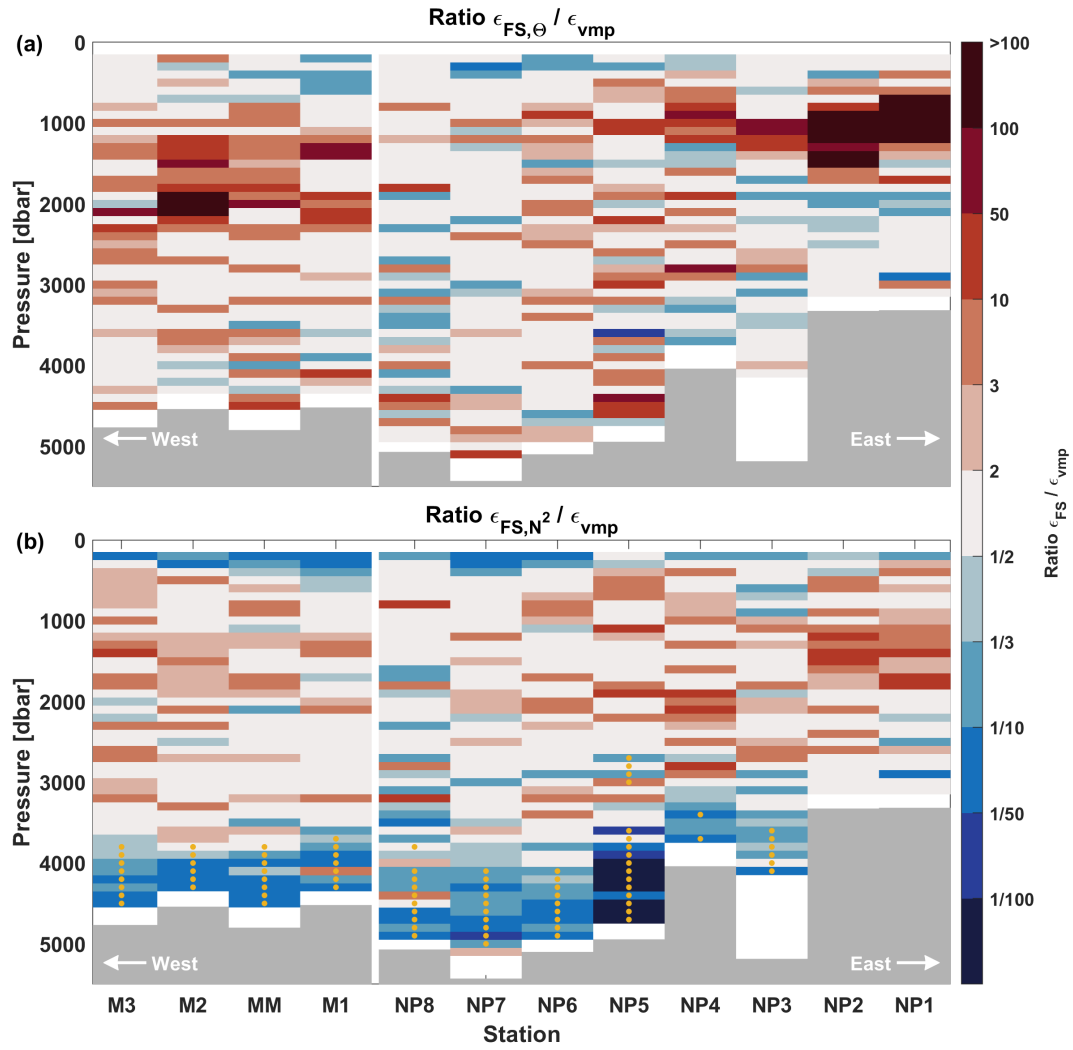 Ratio ϵFS,Θ / ϵvmp
(a)
0
1000
2000
3000
4000
5000
Pressure [dbar]
West
East
Ratio ϵFS,N² / ϵvmp
(b)
0
1000
2000
3000
4000
5000
Pressure [dbar]
West
East
M3 M2 MM M1 NP8 NP7 NP6 NP5 NP4 NP3 NP2 NP1
Station
>100
100
50
10
3
2
1/2
1/3
1/10
1/50
1/100
Ratio ϵFS / ϵvmp